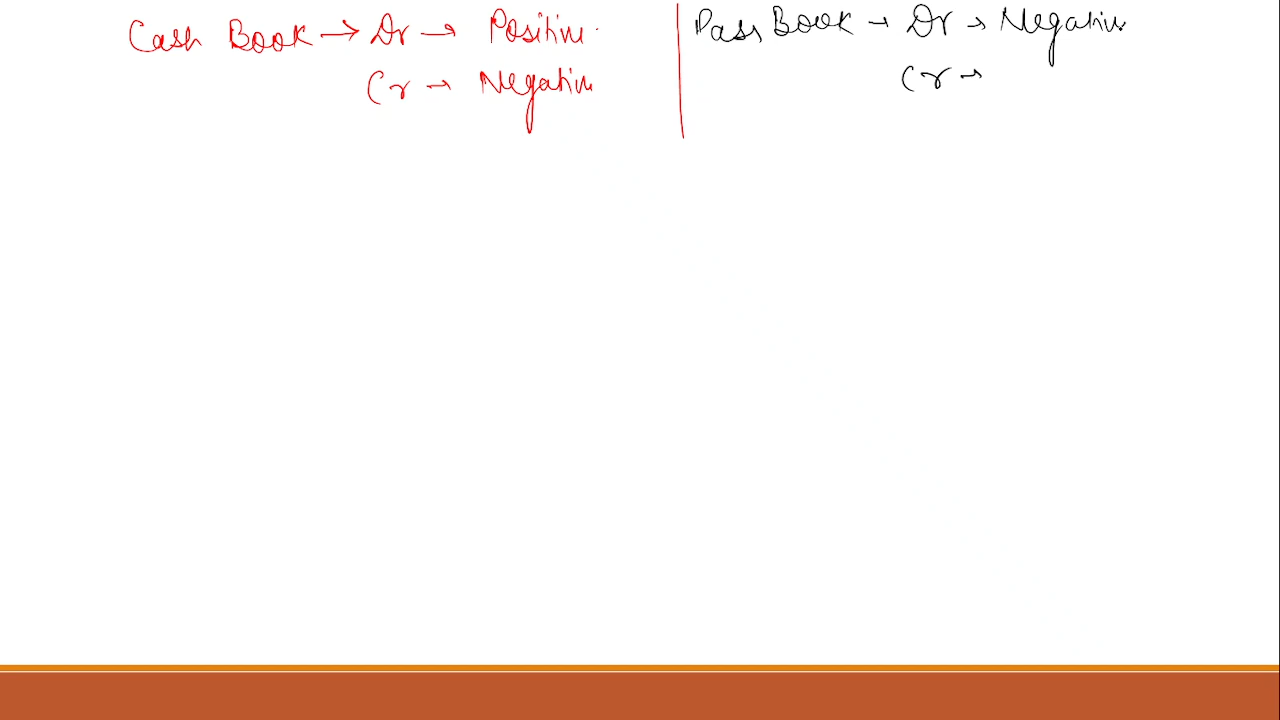 Cash Book → Dr → Positive
Cr → Negative
Pass Book → Dr → Negative
Cr →